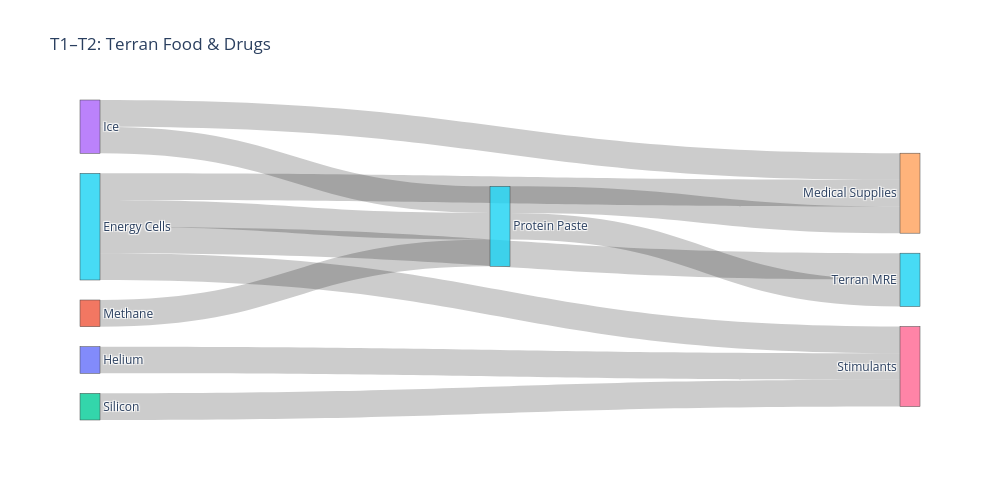 T1–T2: Terran Food & Drugs
Ice
Medical Supplies
Energy Cells
Protein Paste
Terran MRE
Methane
Helium
Stimulants
Silicon